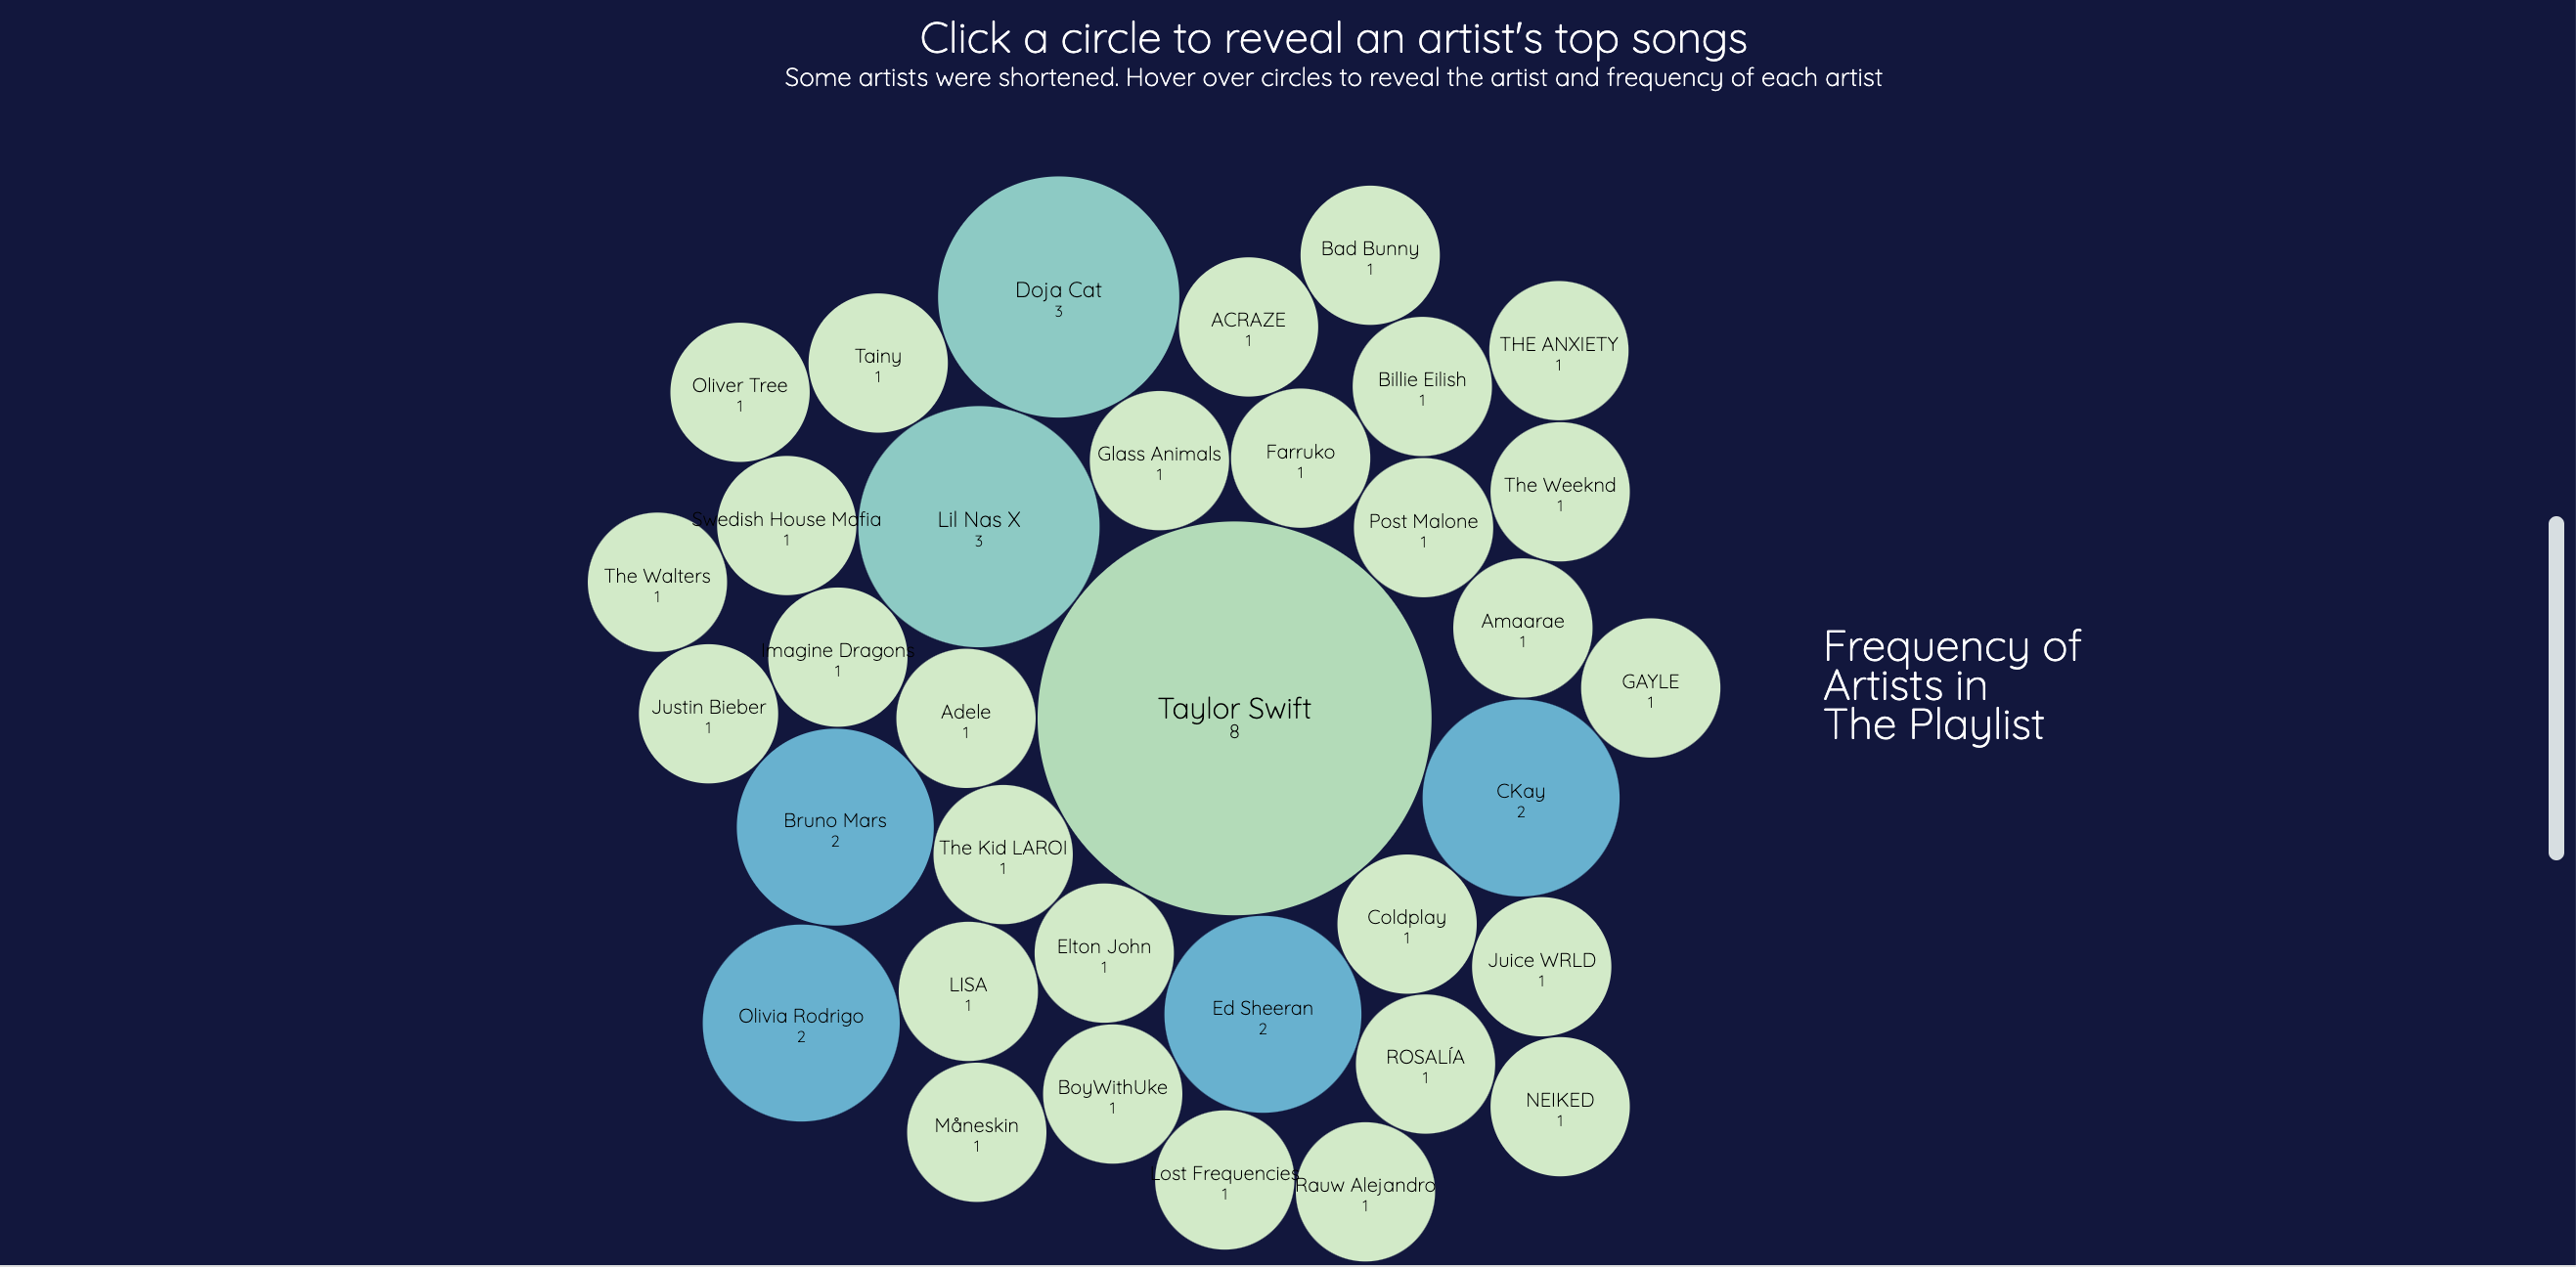 Click a circle to reveal an artist's top songs
Some artists were shortened. Hover over circles to reveal the artist and frequency of each artist
Bad Bunny
1
Doja Cat
3
ACRAZE
1
THE ANXIETY
1
Tainy
1
Billie Eilish
1
Oliver Tree
1
Glass Animals
1
Farruko
1
The Weeknd
1
Swedish House Mafia
1
Lil Nas X
3
Post Malone
1
The Walters
1
Amaarae
1
Imagine Dragons
1
GAYLE
1
Justin Bieber
1
Adele
1
Taylor Swift
8
Frequency of
Artists in
The Playlist
CKay
2
Bruno Mars
2
The Kid LAROI
1
Coldplay
1
Elton John
1
Juice WRLD
1
LISA
1
Olivia Rodrigo
2
Ed Sheeran
2
ROSALÍA
1
BoyWithUke
1
NEIKED
1
Måneskin
1
Lost Frequencies
1
Rauw Alejandro
1